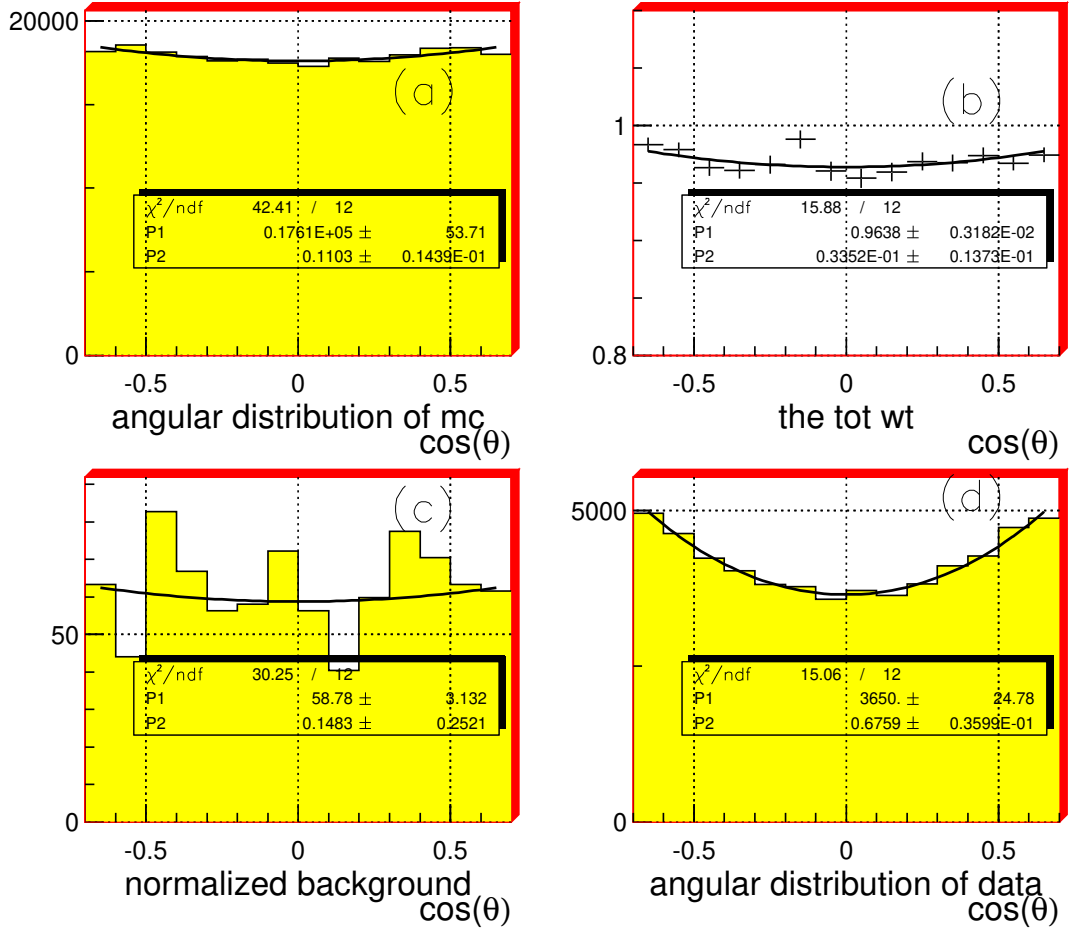 20000
0
(a)
χ²/ndf 42.41 / 12
P1 0.1761E+05 ± 53.71
P2 0.1103 ± 0.1439E-01
-0.5 0 0.5
angular distribution of mc
cos(θ)
1
0.8
(b)
χ²/ndf 15.88 / 12
P1 0.9638 ± 0.3182E-02
P2 0.3352E-01 ± 0.1373E-01
-0.5 0 0.5
the tot wt
cos(θ)
50
0
(c)
χ²/ndf 30.25 / 12
P1 58.78 ± 3.132
P2 0.1483 ± 0.2521
-0.5 0 0.5
normalized background
cos(θ)
5000
0
(d)
χ²/ndf 15.06 / 12
P1 3650. ± 24.78
P2 0.6759 ± 0.3599E-01
-0.5 0 0.5
angular distribution of data
cos(θ)